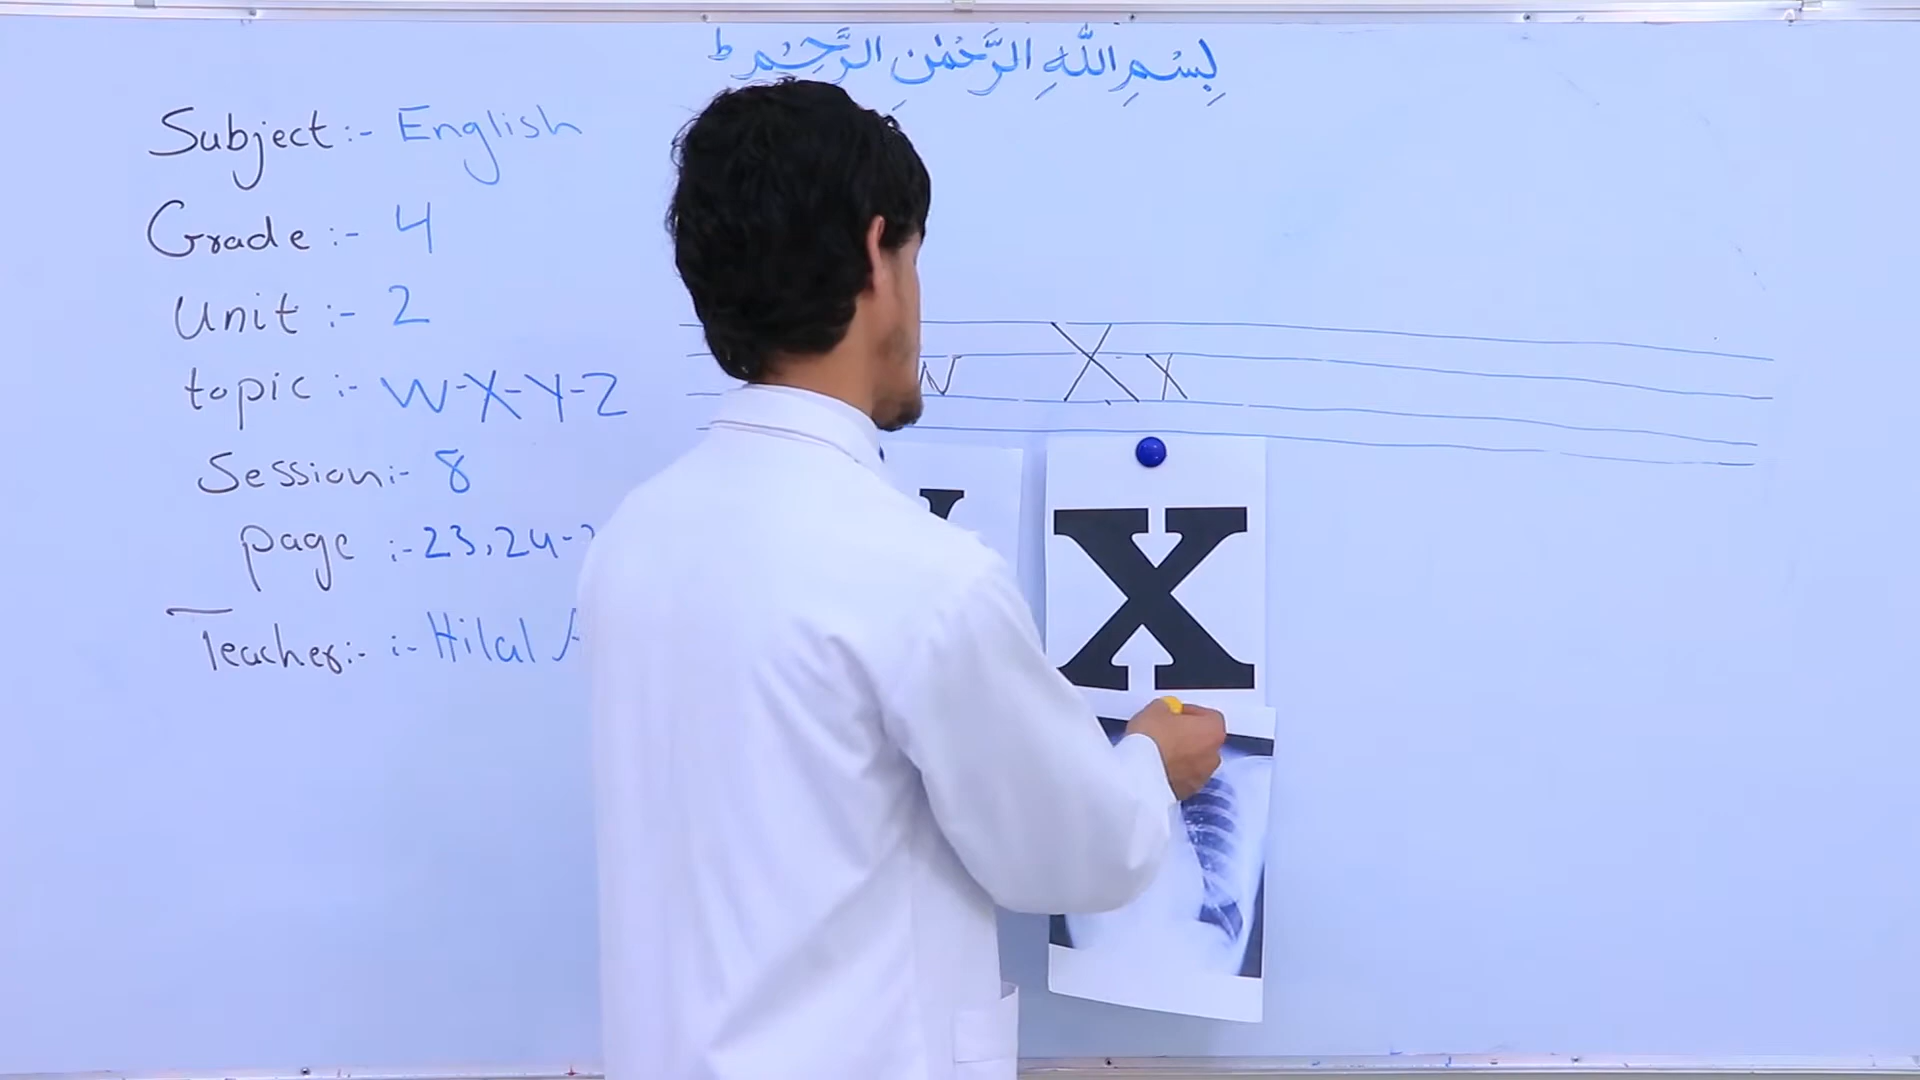 بِسْمِ اللّٰهِ الرَّحْمٰنِ الرَّحِيْمِ ط
Subject:- English
Grade:- 4
Unit:- 2
topic:- W-X-Y-Z
Session:- 8
page :- 23,24-
Teacher:- :- Hilal
X x
X